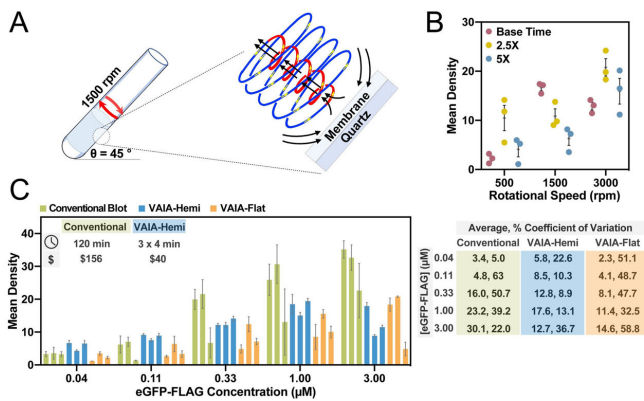 A
1500 rpm
θ = 45 °
Membrane
Quartz
B
Base Time
2.5X
5X
Mean Density
30
20
10
0
500 1500 3000
Rotational Speed (rpm)
C
Conventional Blot VAIA-Hemi VAIA-Flat
Conventional VAIA-Hemi
120 min 3 x 4 min
$ $156 $40
Mean Density
40
30
20
10
0
0.04 0.11 0.33 1.00 3.00
eGFP-FLAG Concentration (µM)
Average, % Coefficient of Variation
Conventional VAIA-Hemi VAIA-Flat
[eGFP-FLAG] (µM)
0.04 3.4, 5.0 5.8, 22.6 2.3, 51.1
0.11 4.8, 63 8.5, 10.3 4.1, 48.7
0.33 16.0, 50.7 12.8, 8.9 8.1, 47.7
1.00 23.2, 39.2 17.6, 13.1 11.4, 32.5
3.00 30.1, 22.0 12.7, 36.7 14.6, 58.8